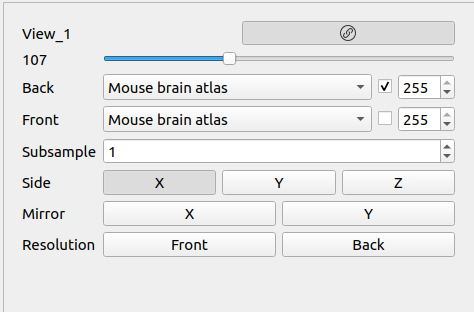 View_1
107
Back Mouse brain atlas 255
Front Mouse brain atlas 255
Subsample 1
Side X Y Z
Mirror X Y
Resolution Front Back